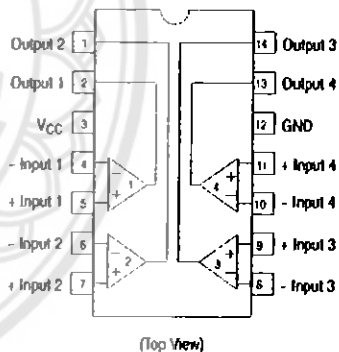 Output 2 1 14 Output 3
Output 1 2 13 Output 4
VCC 3 12 GND
- Input 1 4 - 1 + 4 11 + Input 4
+ Input 1 5 + - 10 - Input 4
- Input 2 6 - 2 + 3 9 + Input 3
+ Input 2 7 + - 8 - Input 3
(Top View)